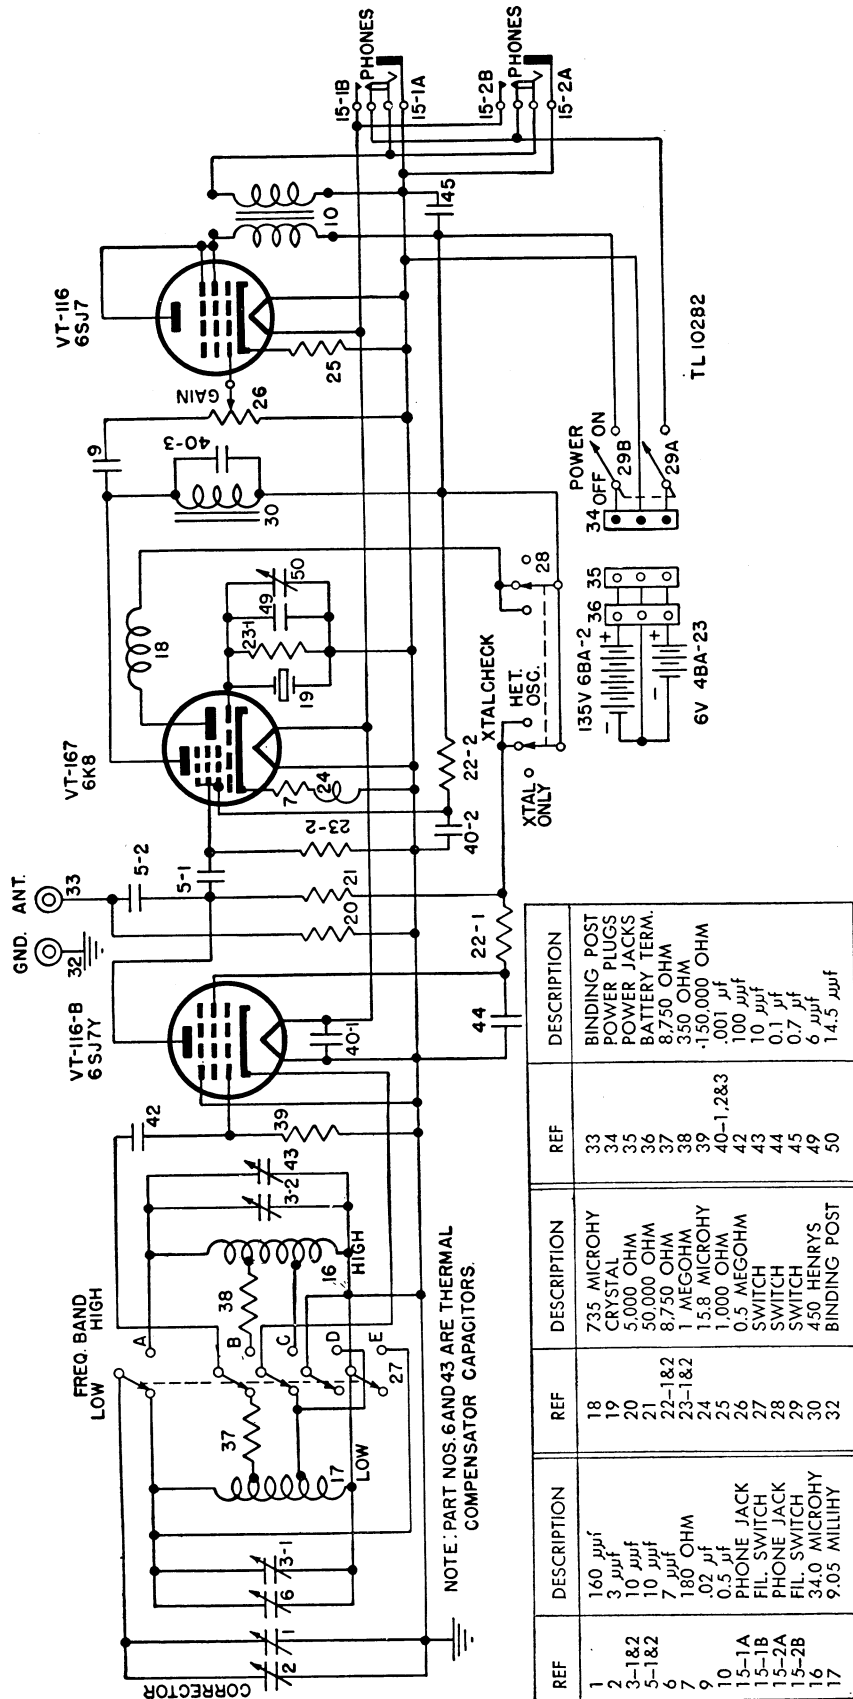 CORRECTOR
2
1
6
3-1
17
LOW
37
FREQ. BAND
LOW HIGH
A
B
C
D
E
27
38
16
HIGH
3-2
43
42
39
VT-116-B
6SJ7Y
40-1
44
22-1
GND. ANT.
32
33
5-2
5-1
20
21
23-2
VT-167
6K8
7
24
40-2
22-2
18
19
23-1
49
50
XTAL CHECK
XTAL
ONLY
HET.
OSC.
28
9
30
40-3
GAIN
26
VT-116
6SJ7
25
10
45
15-1B
PHONES
15-1A
15-2B
PHONES
15-2A
POWER
OFF ON
34
29B
29A
35
36
135V 6BA-2
6V 4BA-23
+
-
+
-
TL10282
NOTE: PART NOS. 6 AND 43 ARE THERMAL
COMPENSATOR CAPACITORS.
REF DESCRIPTION REF DESCRIPTION REF DESCRIPTION
1 160 µµf 18 735 MICROHY 33 BINDING POST
2 3 µµf 19 CRYSTAL 34 POWER PLUGS
3-1&2 10 µµf 20 5,000 OHM 35 POWER JACKS
5-1&2 10 µµf 21 50,000 OHM 36 BATTERY TERM.
6 7 µµf 22-1&2 8,750 OHM 37 8,750 OHM
7 180 OHM 23-1&2 1 MEGOHM 38 350 OHM
9 .02 µf 24 15.8 MICROHY 39 150,000 OHM
10 0.5 µf 25 1,000 OHM 40-1,2&3 .001 µf
15-1A PHONE JACK 26 0.5 MEGOHM 42 100 µµf
15-1B FIL. SWITCH 27 SWITCH 43 10 µµf
15-2A PHONE JACK 28 SWITCH 44 0.1 µf
15-2B FIL. SWITCH 29 SWITCH 45 0.7 µf
16 34.0 MICROHY 30 450 HENRYS 49 6 µµf
17 9.05 MILLIHY 32 BINDING POST 50 14.5 µµf